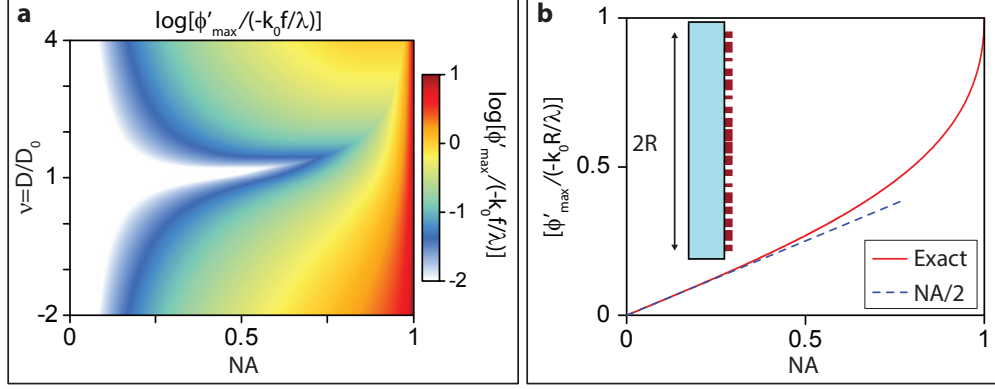 a
log[ϕ'max/(-k0f/λ)]
4
1
-2
ν=D/D0
0
0.5
1
NA
1
0
-1
-2
log[ϕ'max/(-k0f/λ)]
b
1
0.5
0
[ϕ'max/(-k0R/λ)]
2R
Exact
NA/2
0
0.5
1
NA